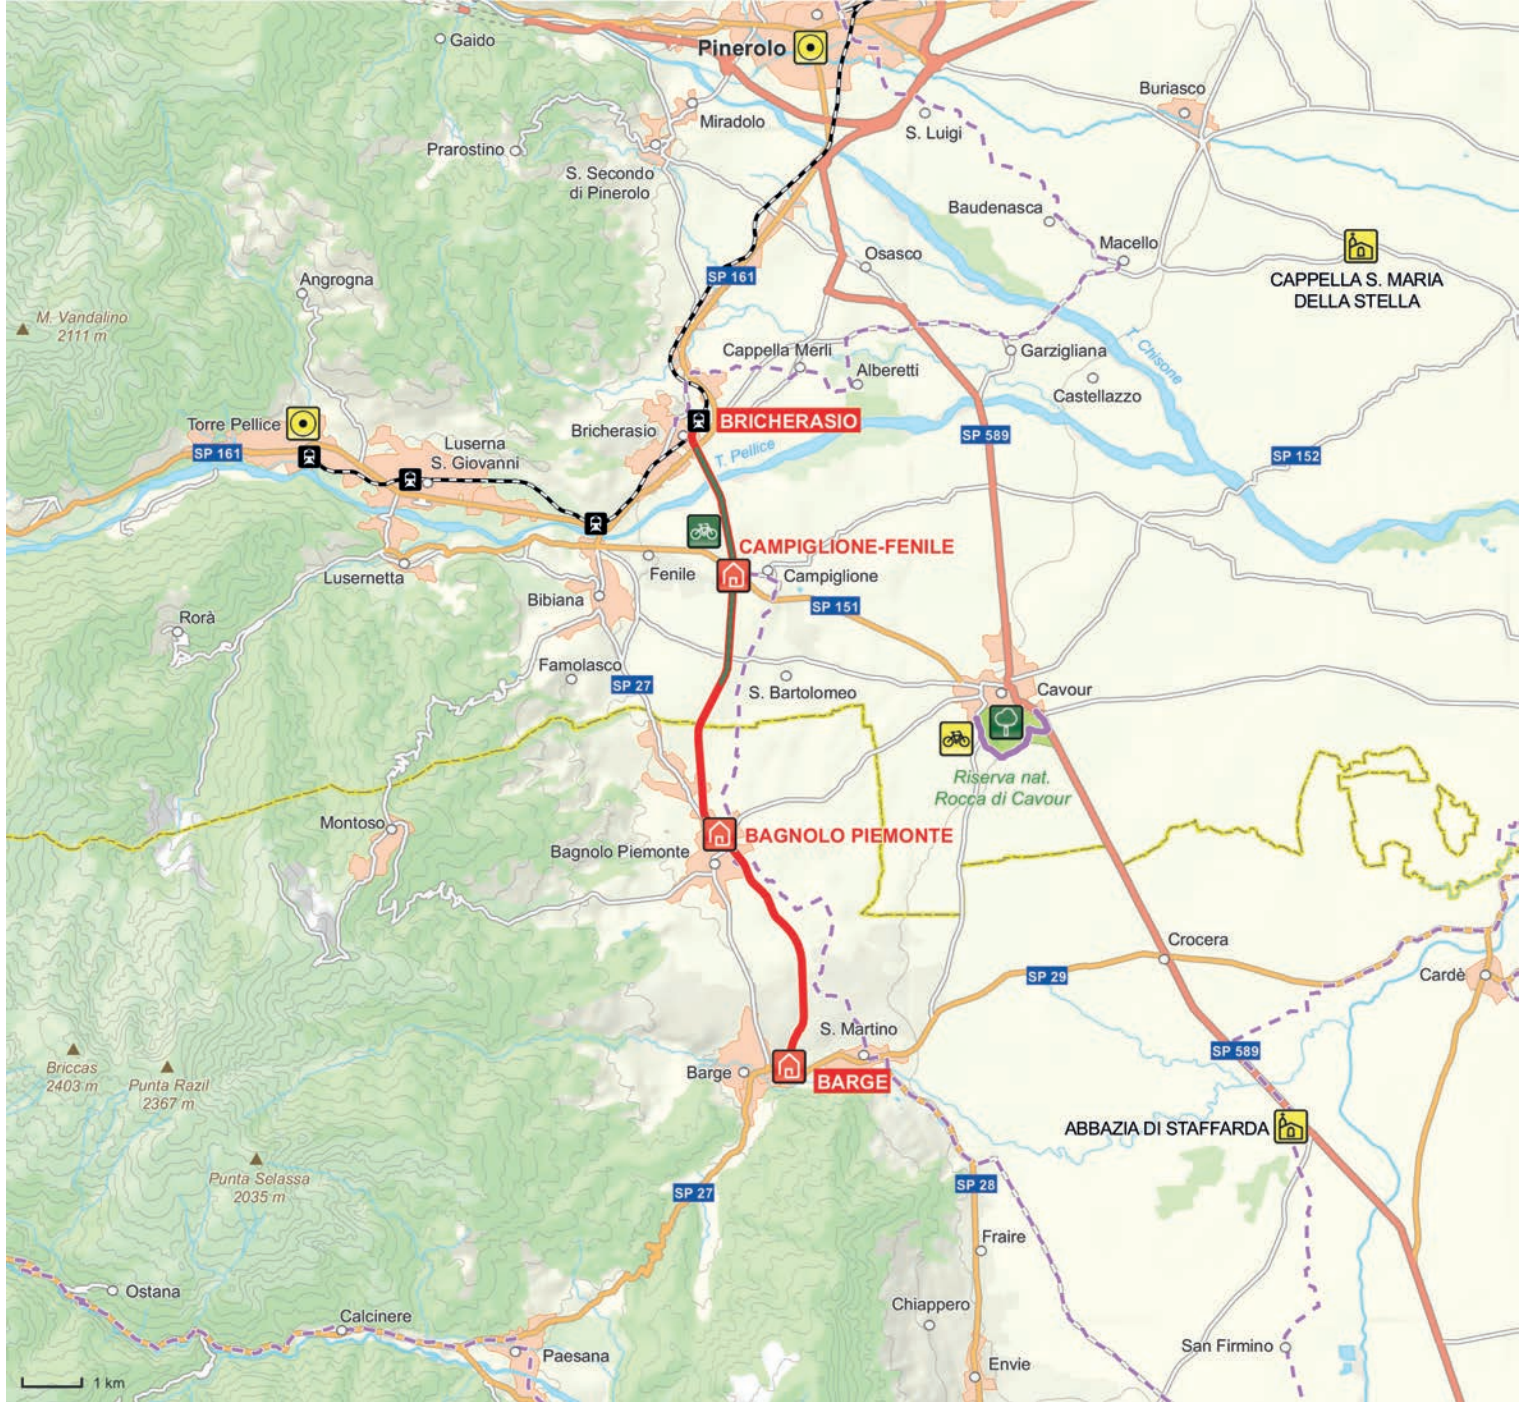 Gaido
Pinerolo
Buriasco
Miradolo
S. Luigi
Prarostino
S. Secondo
di Pinerolo
Baudenasca
Macello
Osasco
SP 161
CAPPELLA S. MARIA
DELLA STELLA
Angrogna
M. Vandalino
2111 m
T. Chisone
Cappella Merli
Garzigliana
Alberetti
Castellazzo
Torre Pellice
BRICHERASIO
Bricherasio
SP 589
Luserna
S. Giovanni
SP 161
T. Pellice
SP 152
CAMPIGLIONE-FENILE
Lusernetta
Fenile
Campiglione
Bibiana
SP 151
Rorà
Famolasco
SP 27
S. Bartolomeo
Cavour
Riserva nat.
Rocca di Cavour
Montoso
BAGNOLO PIEMONTE
Bagnolo Piemonte
Crocera
SP 29
Cardè
S. Martino
SP 589
Briccas
2403 m
Punta Razil
2367 m
Barge
BARGE
ABBAZIA DI STAFFARDA
Punta Selassa
2035 m
SP 27
SP 28
Fraire
Ostana
Chiappero
Calcinere
San Firmino
Paesana
Envie
1 km